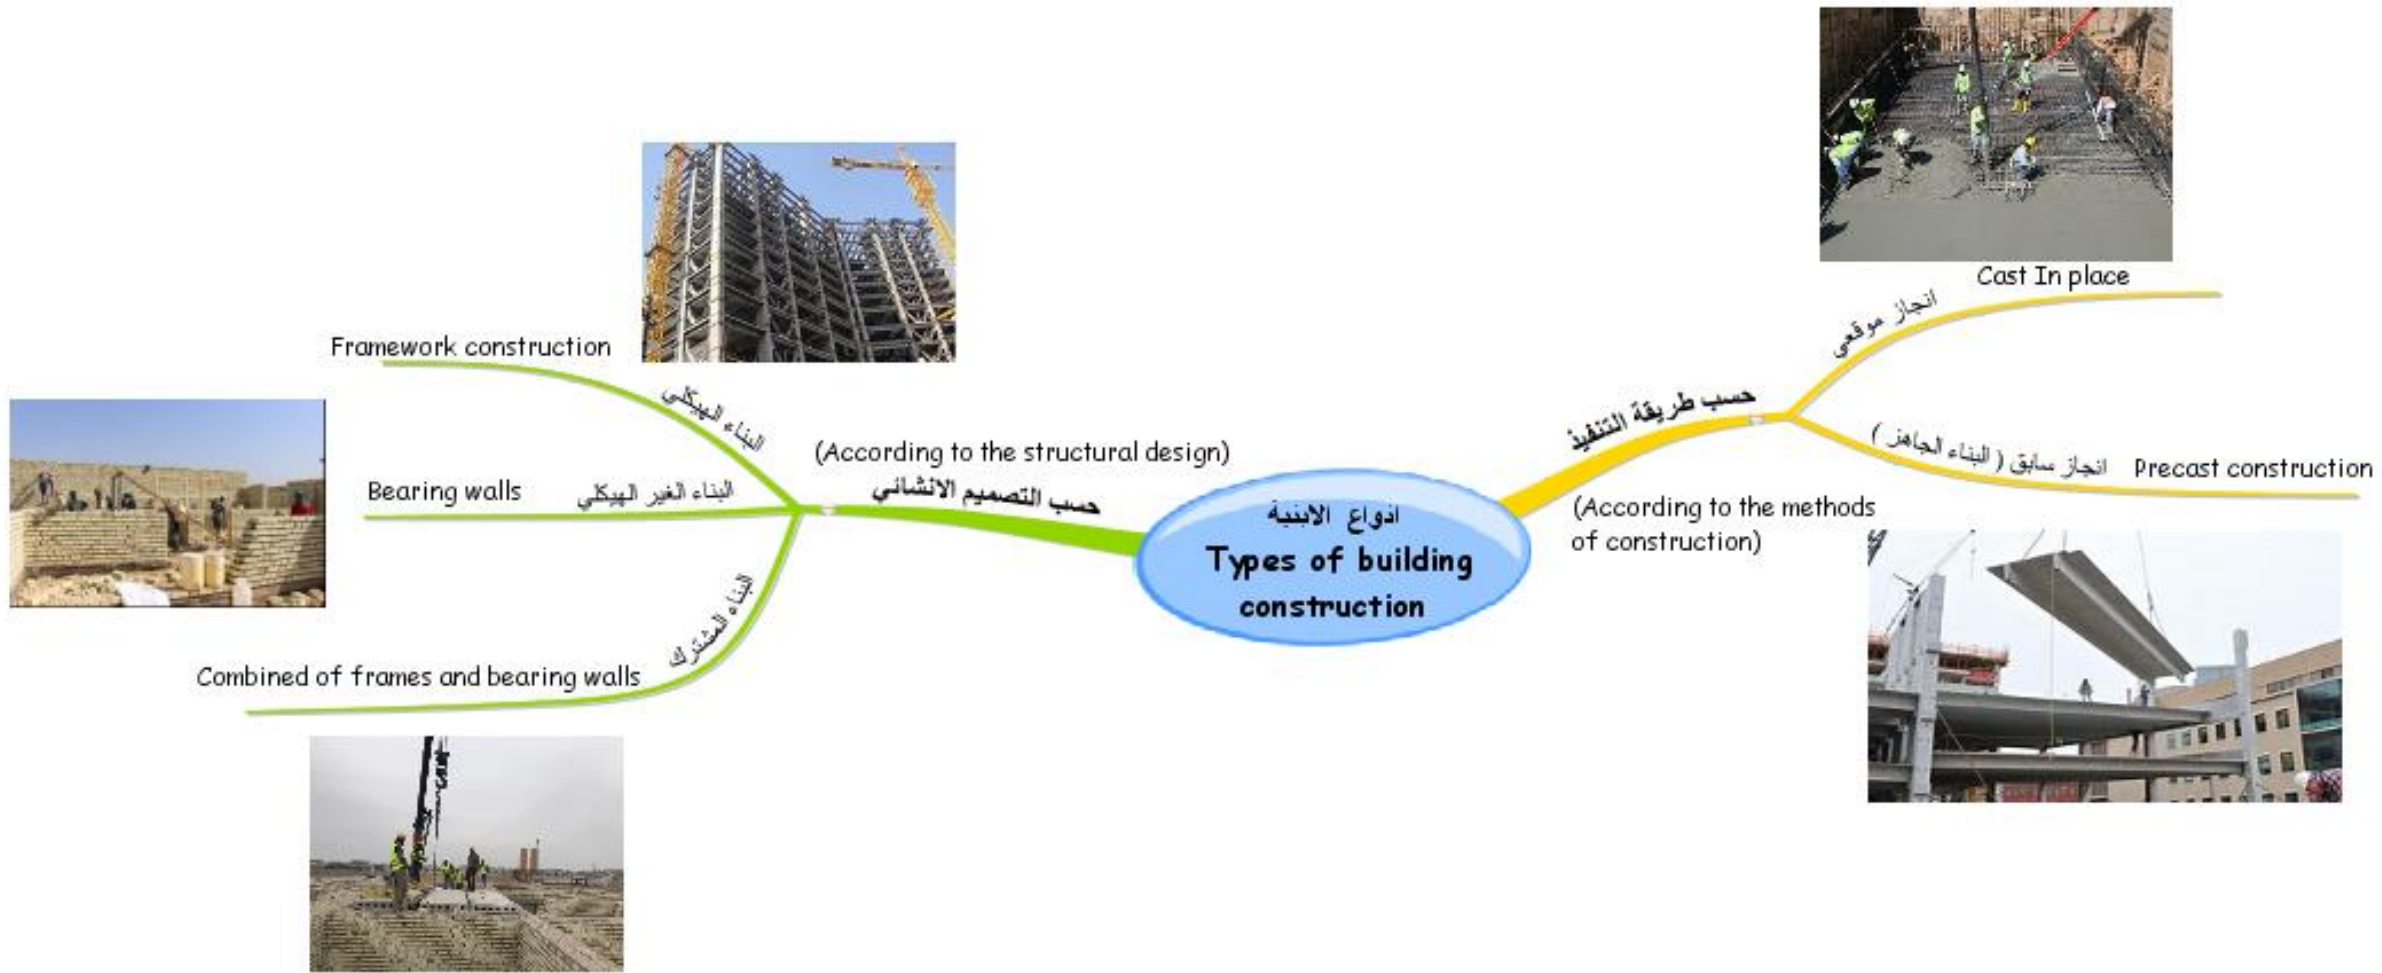 انواع الابنية
Types of building
construction
(According to the structural design)
حسب التصميم الانشائي
Framework construction
البناء الهيكلي
Bearing walls
البناء الغير الهيكلي
Combined of frames and bearing walls
البناء المشترك
حسب طريقة التنفيذ
(According to the methods
of construction)
Cast In place
انجاز موقعي
انجاز سابق ( البناء الجاهز )
Precast construction